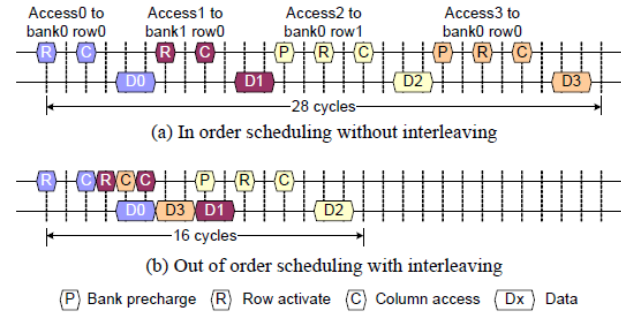 Access0 to Access1 to Access2 to Access3 to
bank0 row0 bank1 row0 bank0 row1 bank0 row0
R C R C P R C P R C
D0 D1 D2 D3
28 cycles
(a) In order scheduling without interleaving
R C R C C P R C
D0 D3 D1 D2
16 cycles
(b) Out of order scheduling with interleaving
P Bank precharge R Row activate C Column access Dx Data